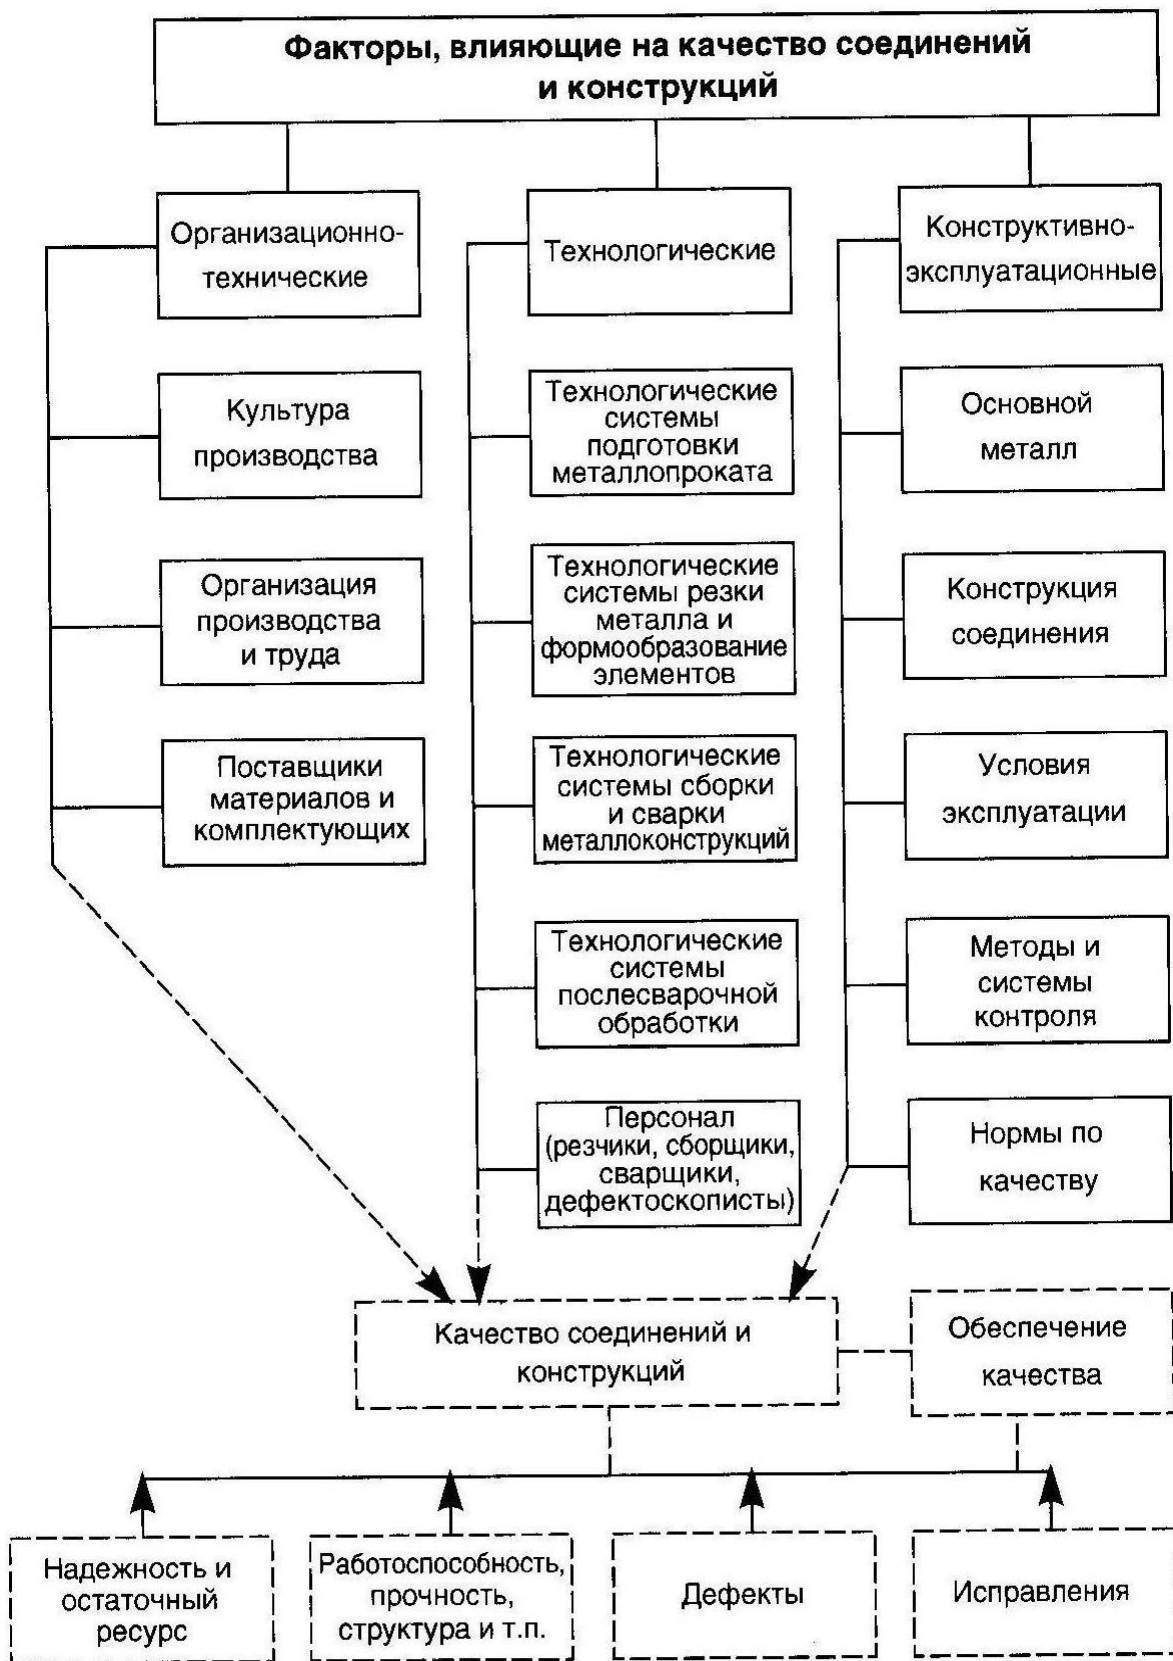 Факторы, влияющие на качество соединений
и конструкций
Организационно-
технические
Культура
производства
Организация
производства
и труда
Поставщики
материалов и
комплектующих
Технологические
Технологические
системы
подготовки
металлопроката
Технологические
системы резки
металла и
формообразование
элементов
Технологические
системы сборки
и сварки
металлоконструкций
Технологические
системы
послесварочной
обработки
Персонал
(резчики, сборщики,
сварщики,
дефектоскописты)
Конструктивно-
эксплуатационные
Основной
металл
Конструкция
соединения
Условия
эксплуатации
Методы и
системы
контроля
Нормы по
качеству
Качество соединений и
конструкций
Обеспечение
качества
Надежность и
остаточный
ресурс
Работоспособность,
прочность,
структура и т.п.
Дефекты
Исправления